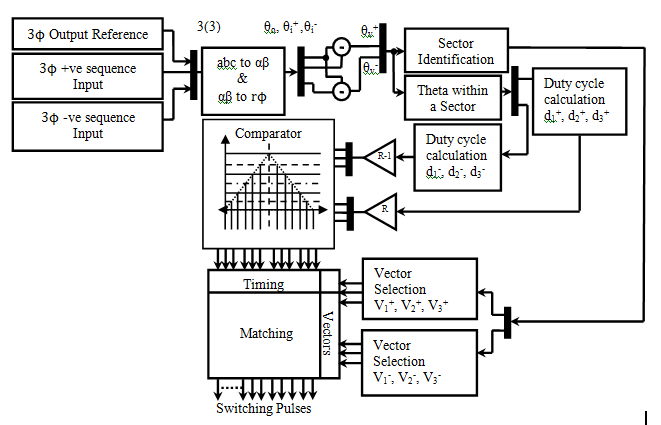 3ϕ Output Reference
3ϕ +ve sequence
Input
3ϕ -ve sequence
Input
3(3)
abc to αβ
&
αβ to rϕ
θₒ, θᵢ⁺, θᵢ⁻
-
-
θₓ⁺
θₓ⁻
Sector
Identification
Theta within
a Sector
Duty cycle
calculation
d₁⁺, d₂⁺, d₃⁺
Duty cycle
calculation
d₁⁻, d₂⁻, d₃⁻
R-1
R
Comparator
Timing
Matching
Vectors
Vector
Selection
V₁⁺, V₂⁺, V₃⁺
Vector
Selection
V₁⁻, V₂⁻, V₃⁻
Switching Pulses